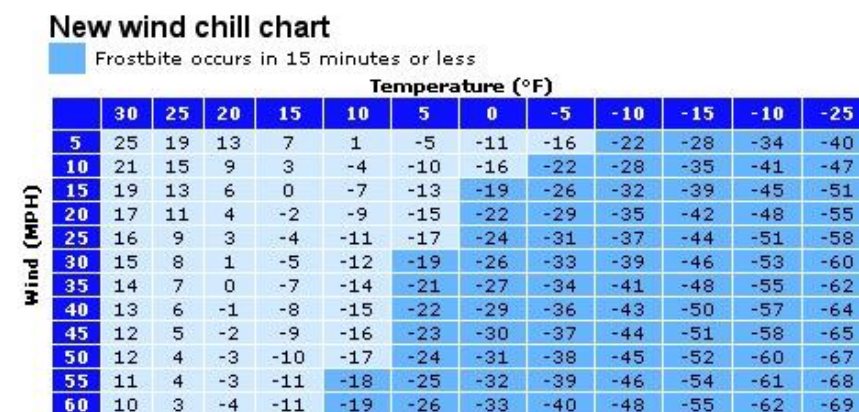 New wind chill chart
Frostbite occurs in 15 minutes or less
Temperature (°F)
30 25 20 15 10 5 0 -5 -10 -15 -10 -25
Wind (MPH)
5 25 19 13 7 1 -5 -11 -16 -22 -28 -34 -40
10 21 15 9 3 -4 -10 -16 -22 -28 -35 -41 -47
15 19 13 6 0 -7 -13 -19 -26 -32 -39 -45 -51
20 17 11 4 -2 -9 -15 -22 -29 -35 -42 -48 -55
25 16 9 3 -4 -11 -17 -24 -31 -37 -44 -51 -58
30 15 8 1 -5 -12 -19 -26 -33 -39 -46 -53 -60
35 14 7 0 -7 -14 -21 -27 -34 -41 -48 -55 -62
40 13 6 -1 -8 -15 -22 -29 -36 -43 -50 -57 -64
45 12 5 -2 -9 -16 -23 -30 -37 -44 -51 -58 -65
50 12 4 -3 -10 -17 -24 -31 -38 -45 -52 -60 -67
55 11 4 -3 -11 -18 -25 -32 -39 -46 -54 -61 -68
60 10 3 -4 -11 -19 -26 -33 -40 -48 -55 -62 -69